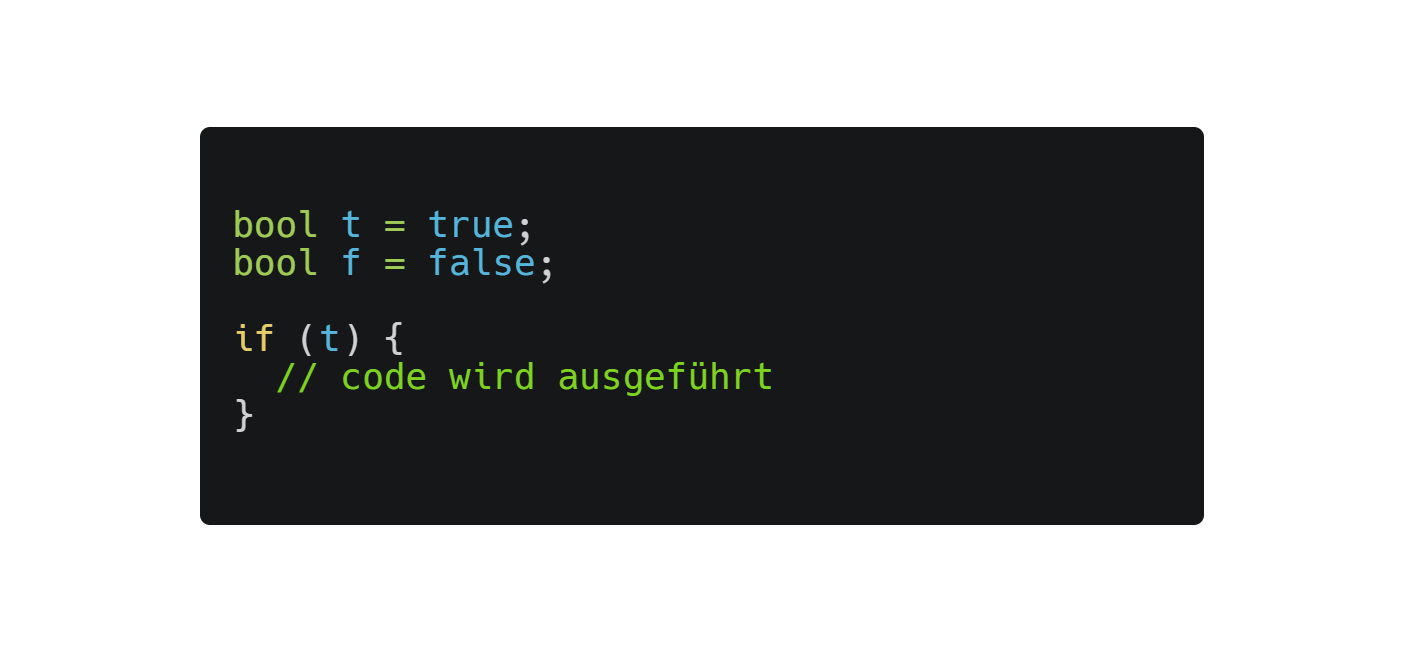 bool t = true;
bool f = false;
if (t) {
// code wird ausgeführt
}